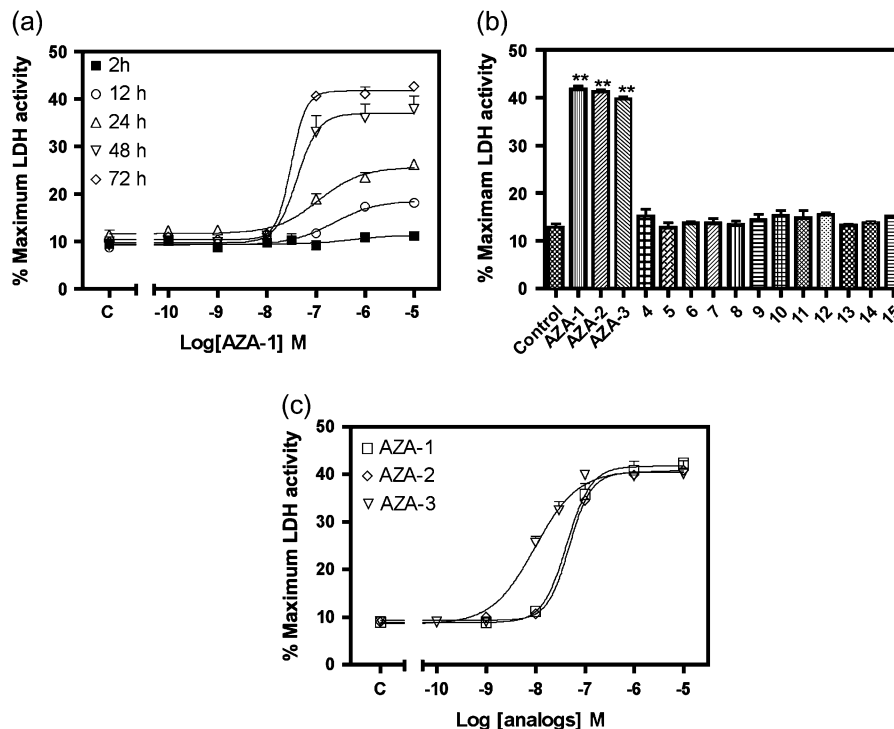 (a)
% Maximum LDH activity
50
40
30
20
10
0
2h
12 h
24 h
48 h
72 h
C
-10
-9
-8
-7
-6
-5
Log[AZA-1] M
(b)
% Maximam LDH activity
50
40
30
20
10
0
**
**
**
Control
AZA-1
AZA-2
AZA-3
4
5
6
7
8
9
10
11
12
13
14
15
(c)
% Maximum LDH activity
50
40
30
20
10
0
AZA-1
AZA-2
AZA-3
C
-10
-9
-8
-7
-6
-5
Log [analogs] M